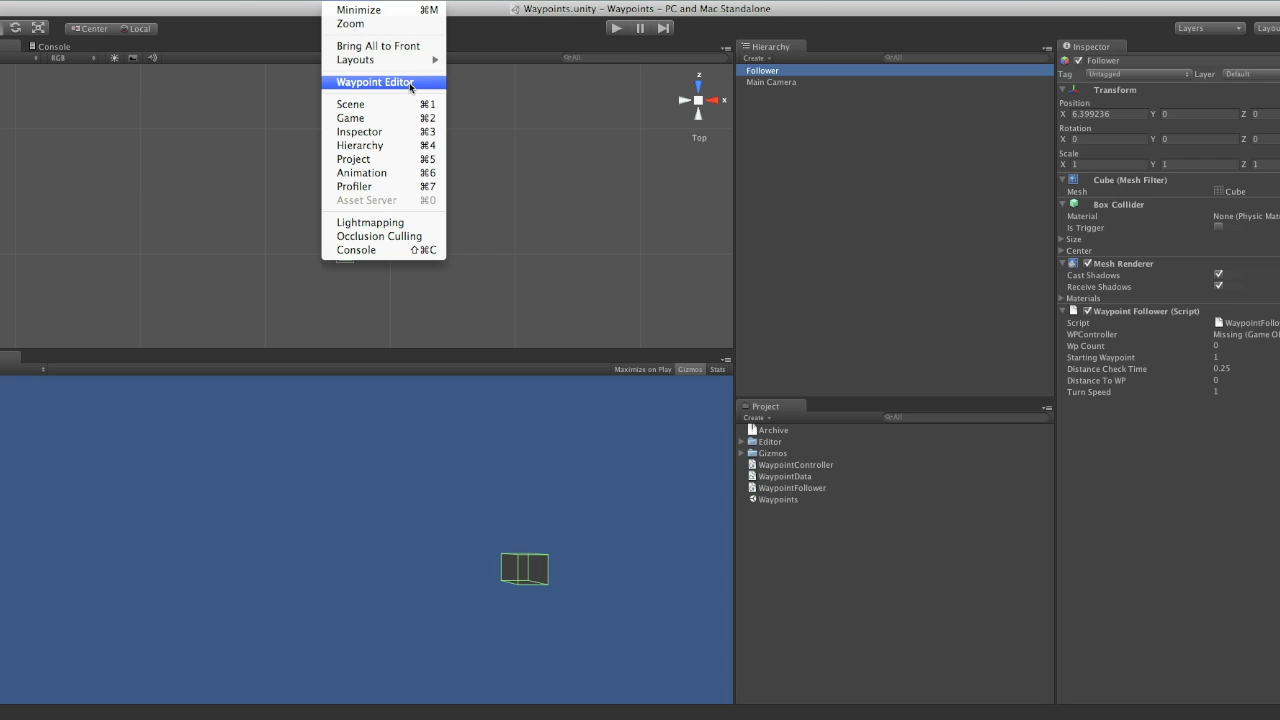 Waypoints.unity – Waypoints – PC and Mac Standalone
Minimize ⌘M
Zoom
Bring All to Front
Layouts
Waypoint Editor
Scene ⌘1
Game ⌘2
Inspector ⌘3
Hierarchy ⌘4
Project ⌘5
Animation ⌘6
Profiler ⌘7
Asset Server ⌘0
Lightmapping
Occlusion Culling
Console ⇧⌘C
Center Local
Layers
Console
RGB
All
z
x
Top
Maximize on Play Gizmos Stats
Hierarchy
Create All
Follower
Main Camera
Project
Create All
Archive
Editor
Gizmos
WaypointController
WaypointData
WaypointFollower
Waypoints
Inspector
Follower
Tag Untagged Layer Default
Transform
Position
X 6.399236 Y 0 Z 0
Rotation
X 0 Y 0 Z 0
Scale
X 1 Y 1 Z 1
Cube (Mesh Filter)
Mesh Cube
Box Collider
Material None (Physic Mat
Is Trigger
Size
Center
Mesh Renderer
Cast Shadows
Receive Shadows
Materials
Waypoint Follower (Script)
Script WaypointFollo
WPController Missing (Game O
Wp Count 0
Starting Waypoint 1
Distance Check Time 0.25
Distance To WP 0
Turn Speed 1